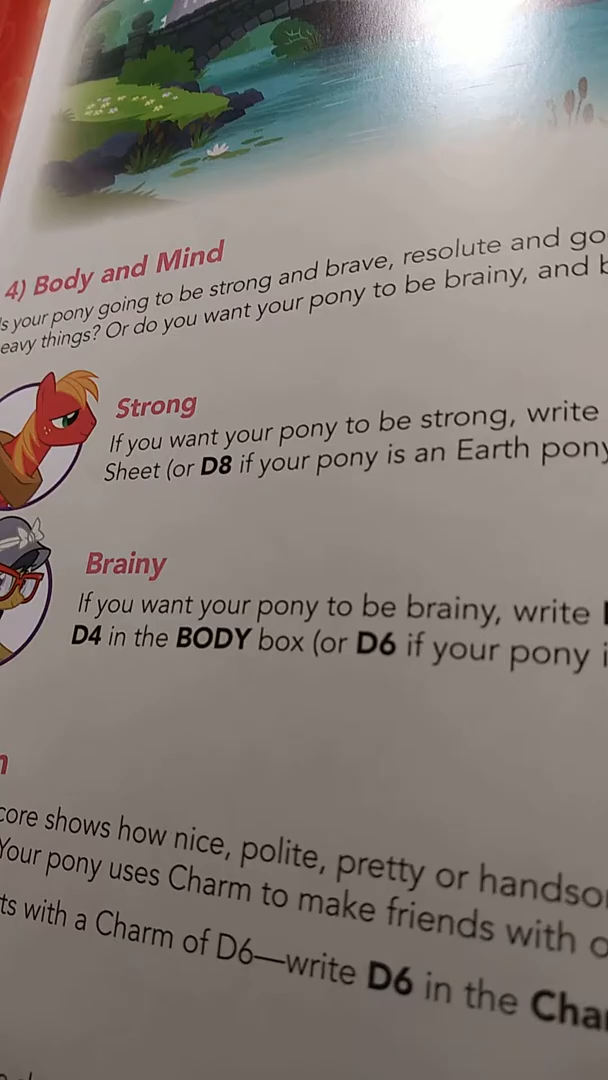 4) Body and Mind
s your pony going to be strong and brave, resolute and go
eavy things? Or do you want your pony to be brainy, and b
Strong
If you want your pony to be strong, write
Sheet (or D8 if your pony is an Earth pony
Brainy
If you want your pony to be brainy, write
D4 in the BODY box (or D6 if your pony i
core shows how nice, polite, pretty or handso
Your pony uses Charm to make friends with o
ts with a Charm of D6—write D6 in the Cha